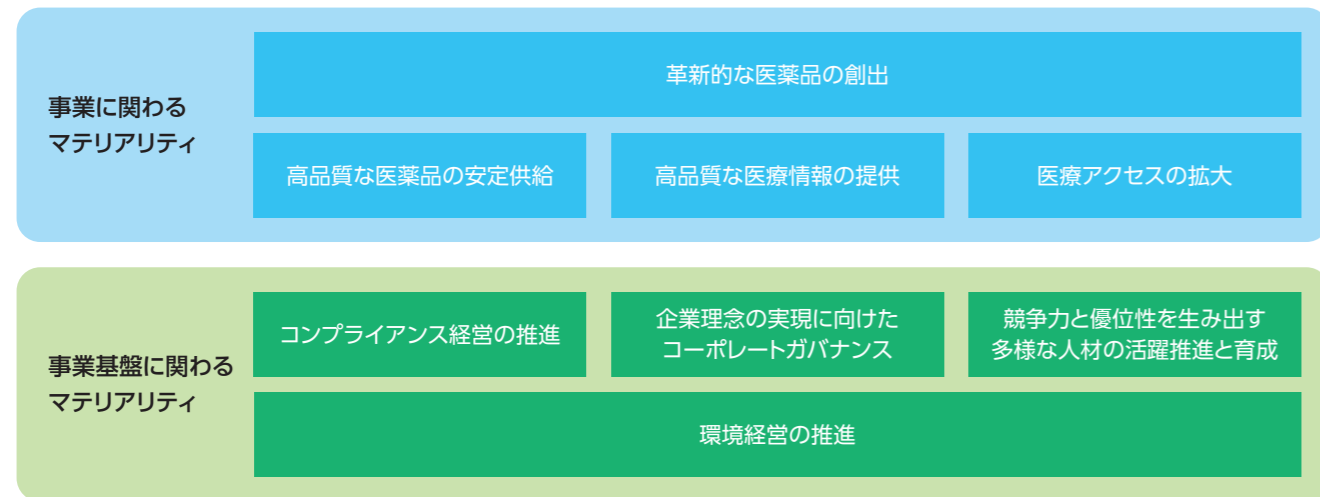 事業に関わる
マテリアリティ
革新的な医薬品の創出
高品質な医薬品の安定供給
高品質な医療情報の提供
医療アクセスの拡大
事業基盤に関わる
マテリアリティ
コンプライアンス経営の推進
企業理念の実現に向けた
コーポレートガバナンス
競争力と優位性を生み出す
多様な人材の活躍推進と育成
環境経営の推進